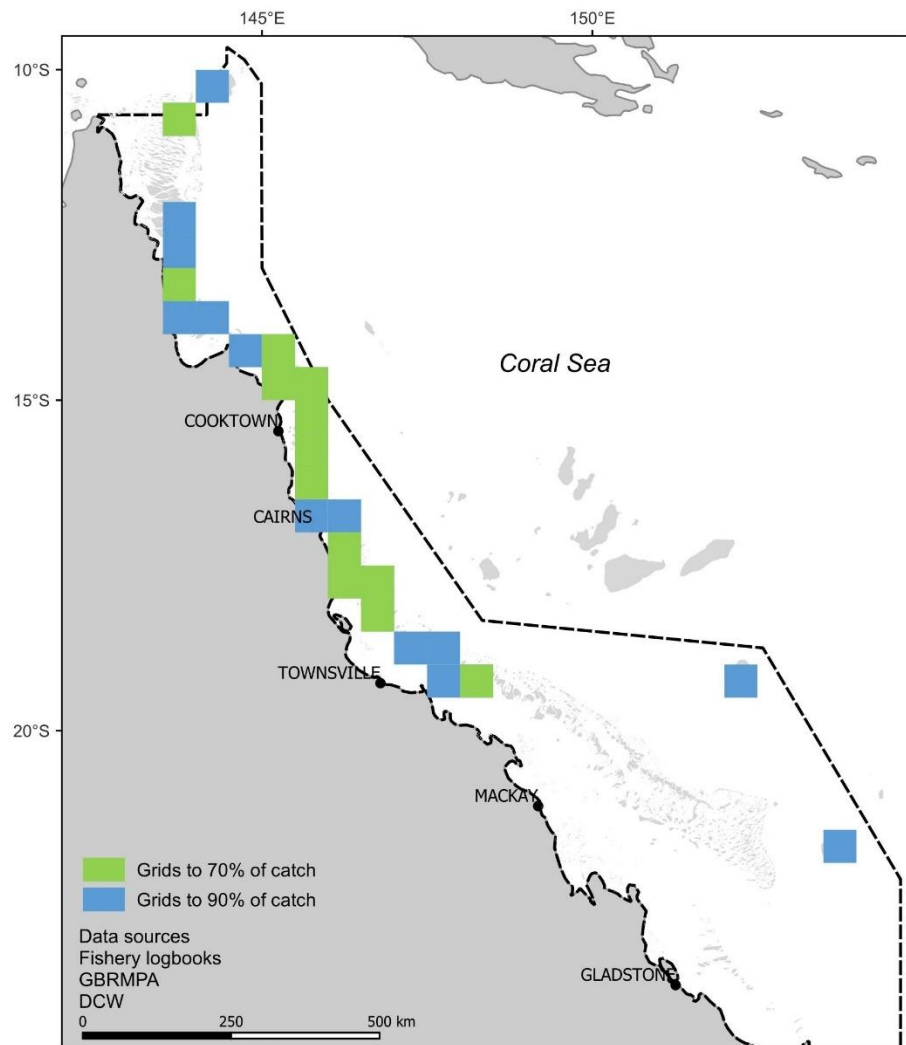 145°E
150°E
10°S
Coral Sea
15°S
COOKTOWN
CAIRNS
TOWNSVILLE
20°S
MACKAY
Grids to 70% of catch
Grids to 90% of catch
Data sources
Fishery logbooks
GBRMPA
DCW
GLADSTONE
0 250 500 km